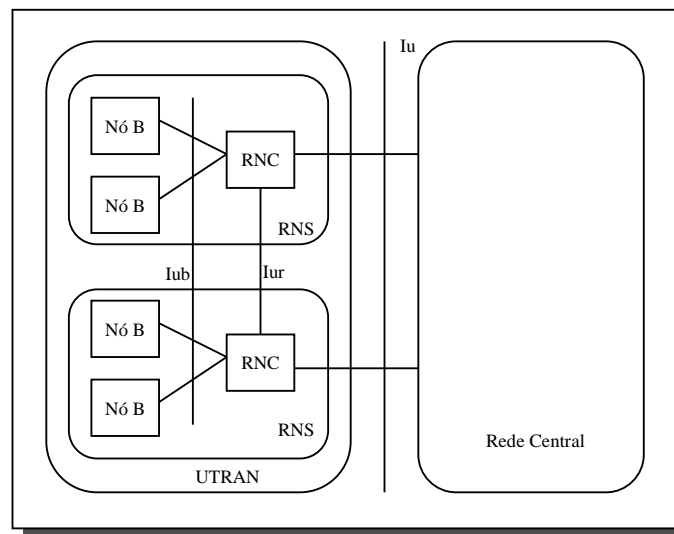 Iu
Nó B
RNC
Nó B
RNS
Iub
Iur
Nó B
RNC
Nó B
RNS
Rede Central
UTRAN